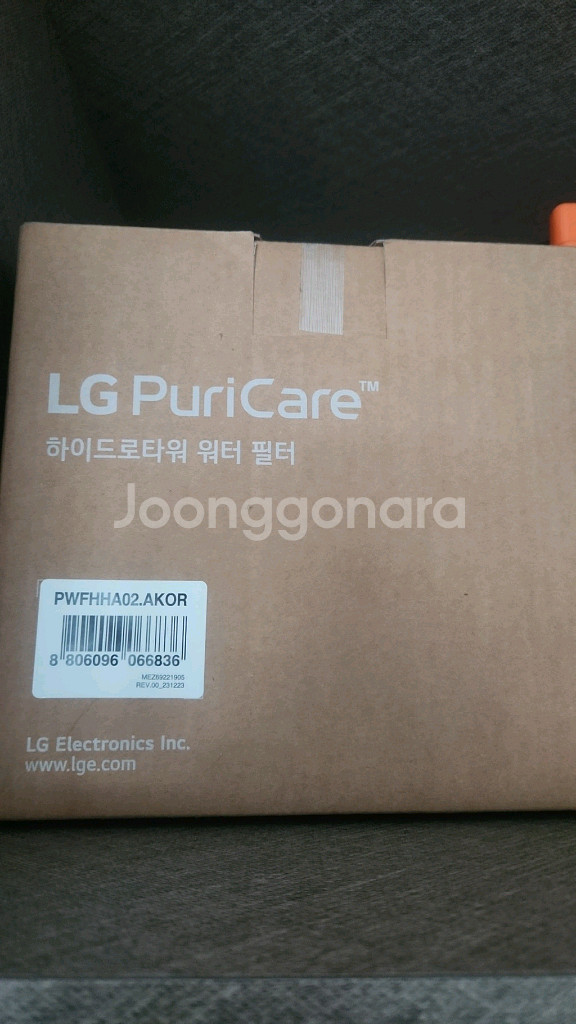 LG PuriCare™
하이드로타워 워터 필터
Joonggonara
PWFHHA02.AKOR
8 806096 066836
MEZ69221905
REV.00_231223
LG Electronics Inc.
www.lge.com